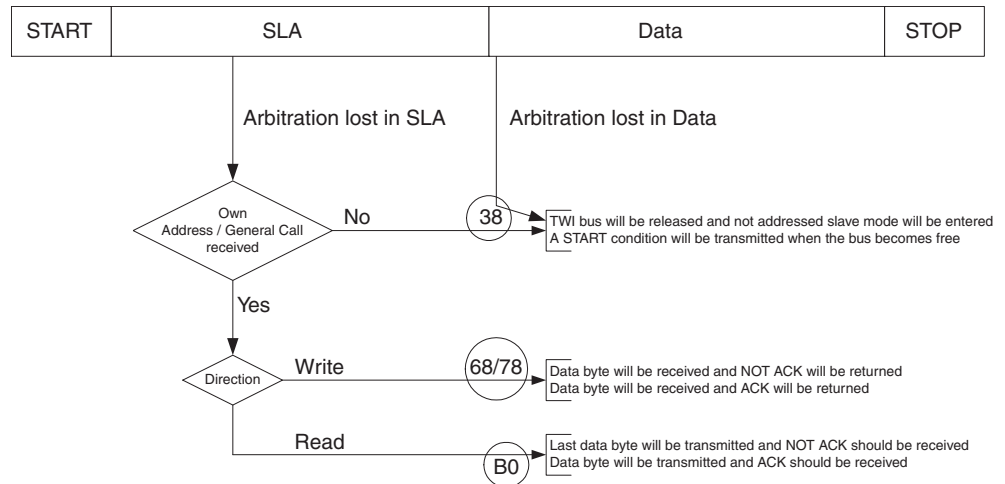 START SLA Data STOP
Arbitration lost in SLA Arbitration lost in Data
Own
Address / General Call
received
No
38
TWI bus will be released and not addressed slave mode will be entered
A START condition will be transmitted when the bus becomes free
Yes
Direction
Write
68/78
Data byte will be received and NOT ACK will be returned
Data byte will be received and ACK will be returned
Read
B0
Last data byte will be transmitted and NOT ACK should be received
Data byte will be transmitted and ACK should be received